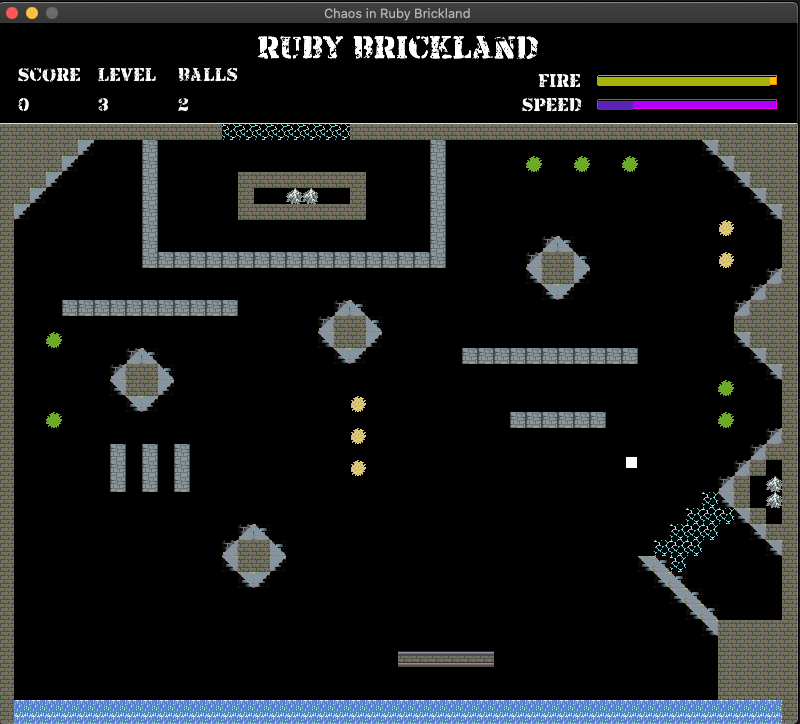 Chaos in Ruby Brickland
RUBY BRICKLAND
SCORE LEVEL BALLS
0 3 2
FIRE
SPEED